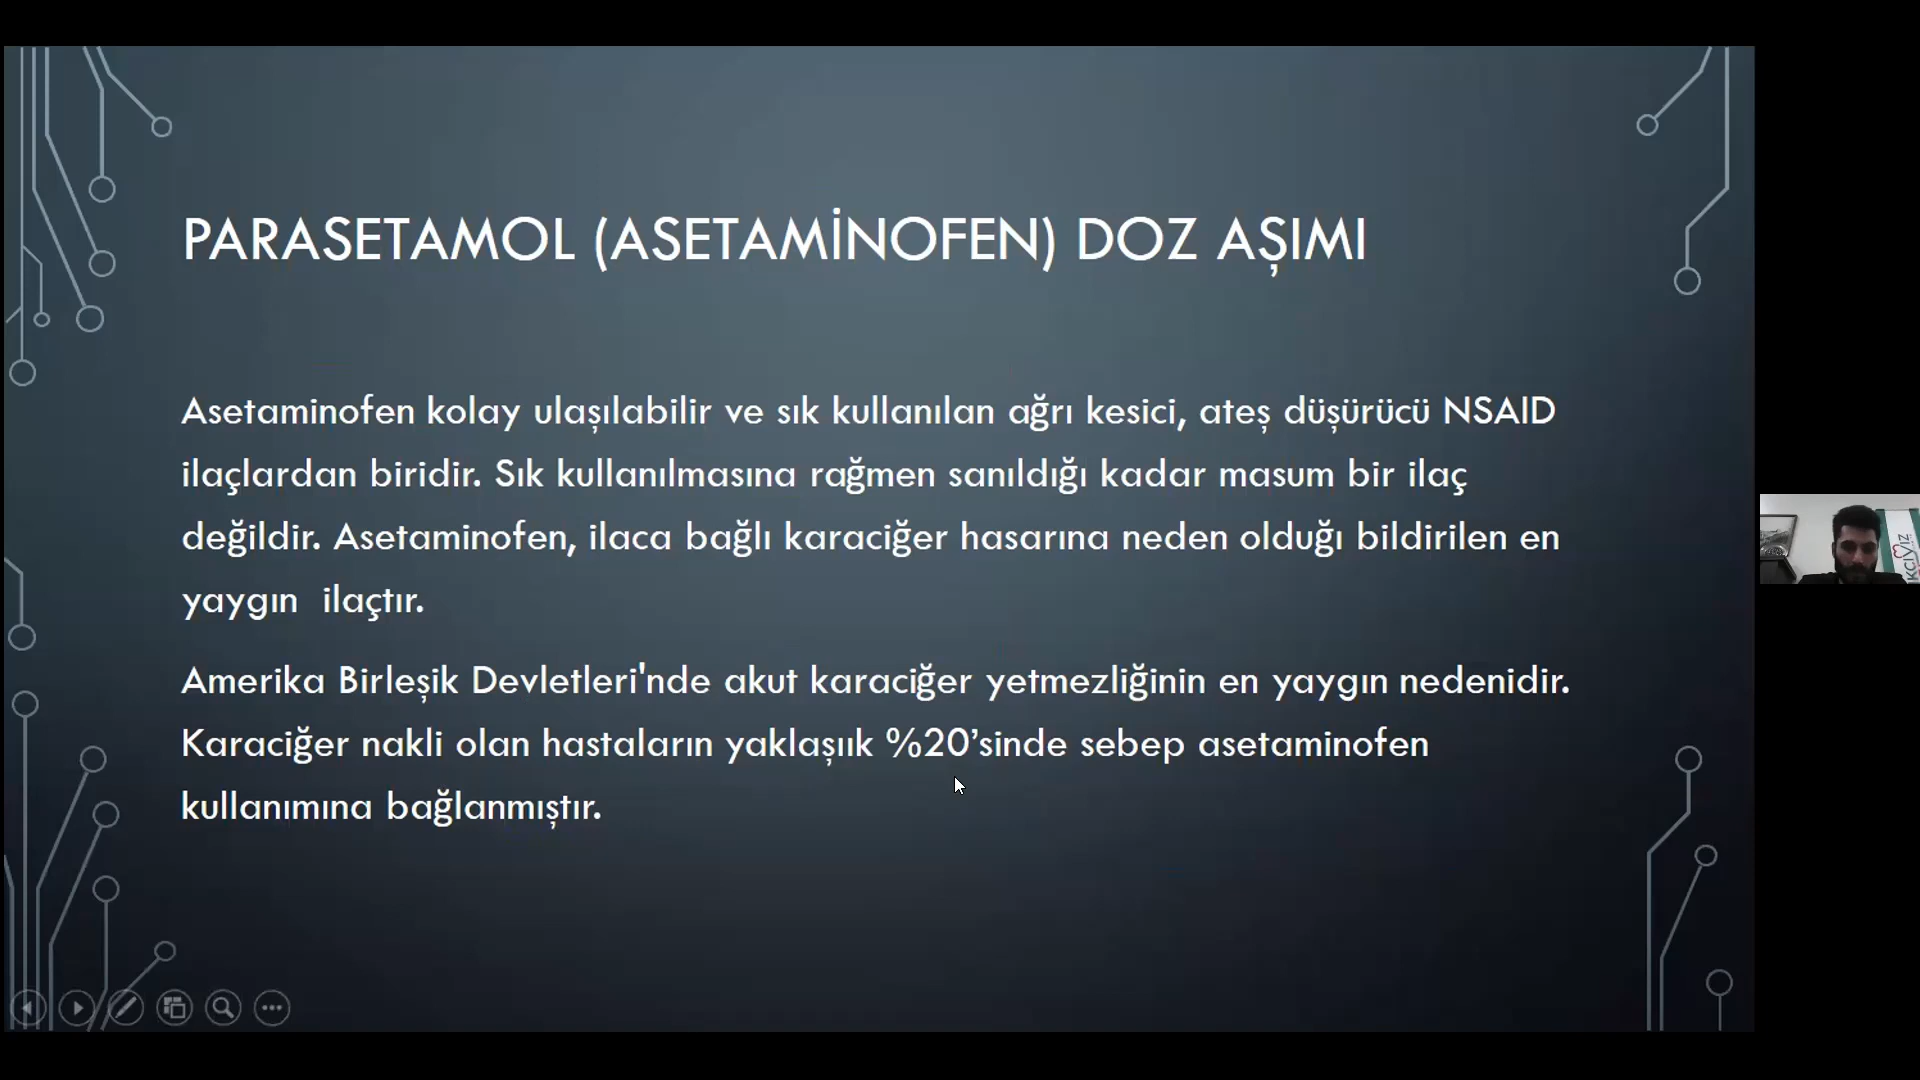 PARASETAMOL (ASETAMİNOFEN) DOZ AŞIMI
Asetaminofen kolay ulaşılabilir ve sık kullanılan ağrı kesici, ateş düşürücü NSAID
ilaçlardan biridir. Sık kullanılmasına rağmen sanıldığı kadar masum bir ilaç
değildir. Asetaminofen, ilaca bağlı karaciğer hasarına neden olduğı bildirilen en
yaygın  ilaçtır.
Amerika Birleşik Devletleri'nde akut karaciğer yetmezliğinin en yaygın nedenidir.
Karaciğer nakli olan hastaların yaklaşıık %20’sinde sebep asetaminofen
kullanımına bağlanmıştır.